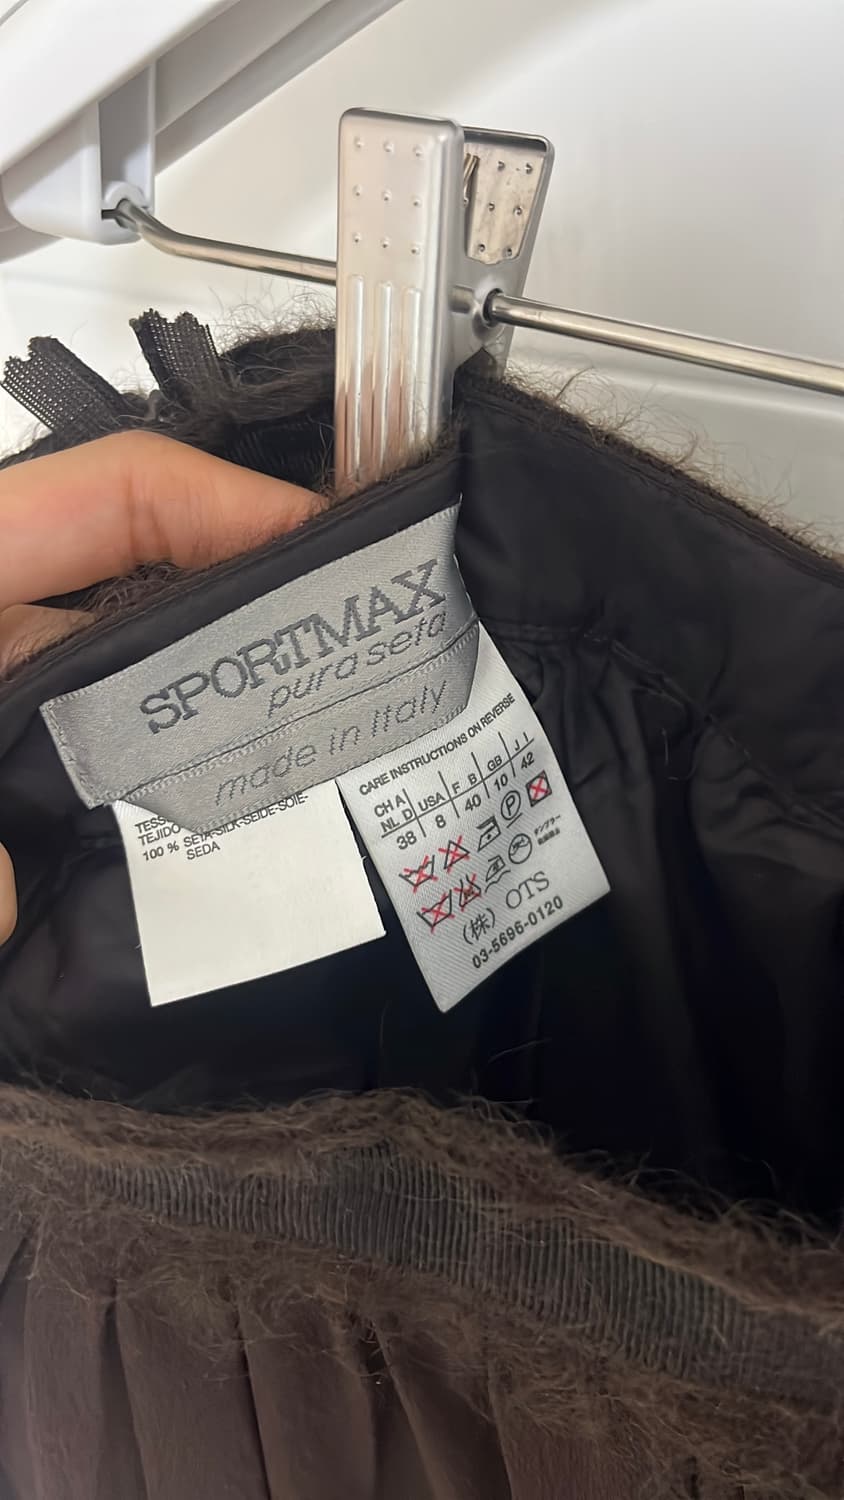 SPORTMAX
pura seta
made in Italy
TESS
TEJIDO
100 % SETA-SILK-SEIDE-SOIE-
SEDA
CARE INSTRUCTIONS ON REVERSE
CH A USA F B GB J I
NL D
38 8 40 10 42
P
(株) OTS
03-5696-0120